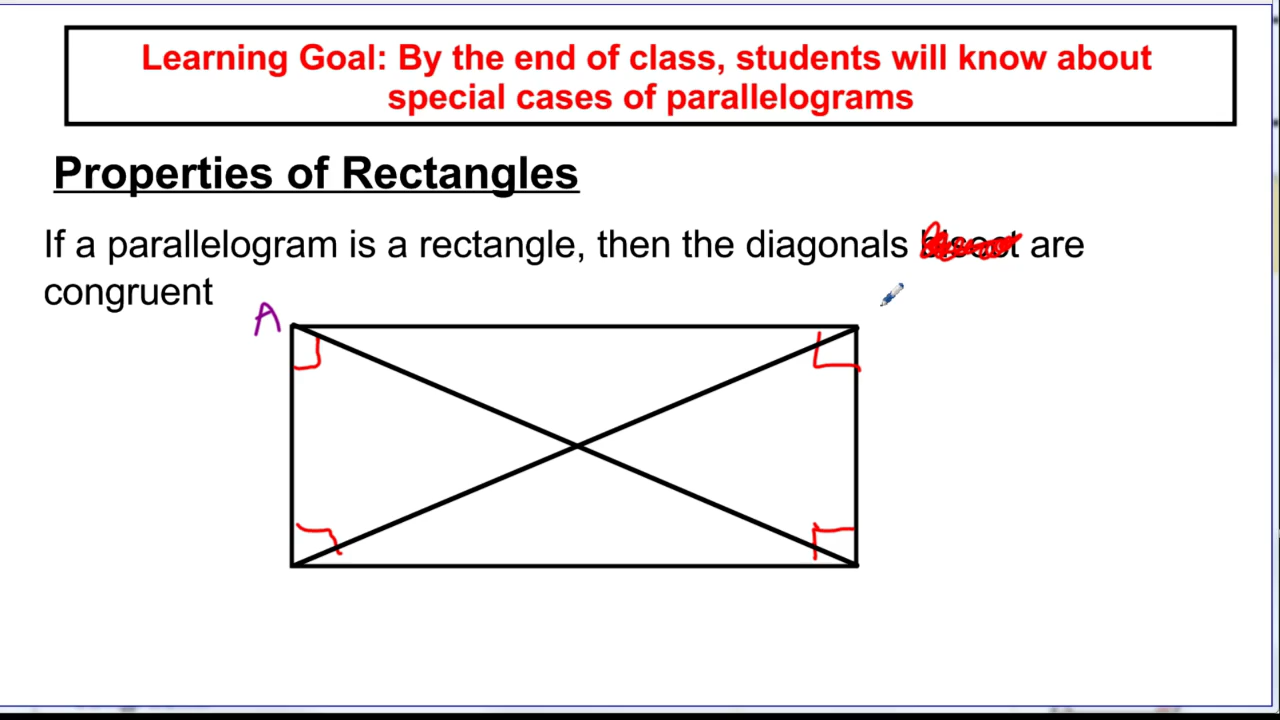 Learning Goal: By the end of class, students will know about
special cases of parallelograms
Properties of Rectangles
If a parallelogram is a rectangle, then the diagonals bisect are
congruent
A